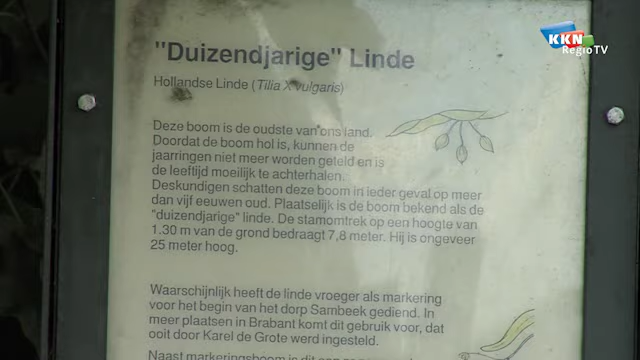 KKN
RegioTV
"Duizendjarige" Linde
Hollandse Linde (Tilia X vulgaris)
Deze boom is de oudste van ons land.
Doordat de boom hol is, kunnen de
jaarringen niet meer worden geteld en is
de leeftijd moeilijk te achterhalen.
Deskundigen schatten deze boom in ieder geval op meer
dan vijf eeuwen oud. Plaatselijk is de boom bekend als de
"duizendjarige" linde. De stamomtrek op een hoogte van
1.30 m van de grond bedraagt 7,8 meter. Hij is ongeveer
25 meter hoog.
Waarschijnlijk heeft de linde vroeger als markering
voor het begin van het dorp Sambeek gediend. In
meer plaatsen in Brabant komt dit gebruik voor, dat
ooit door Karel de Grote werd ingesteld.
Naast markeringsboom is dit